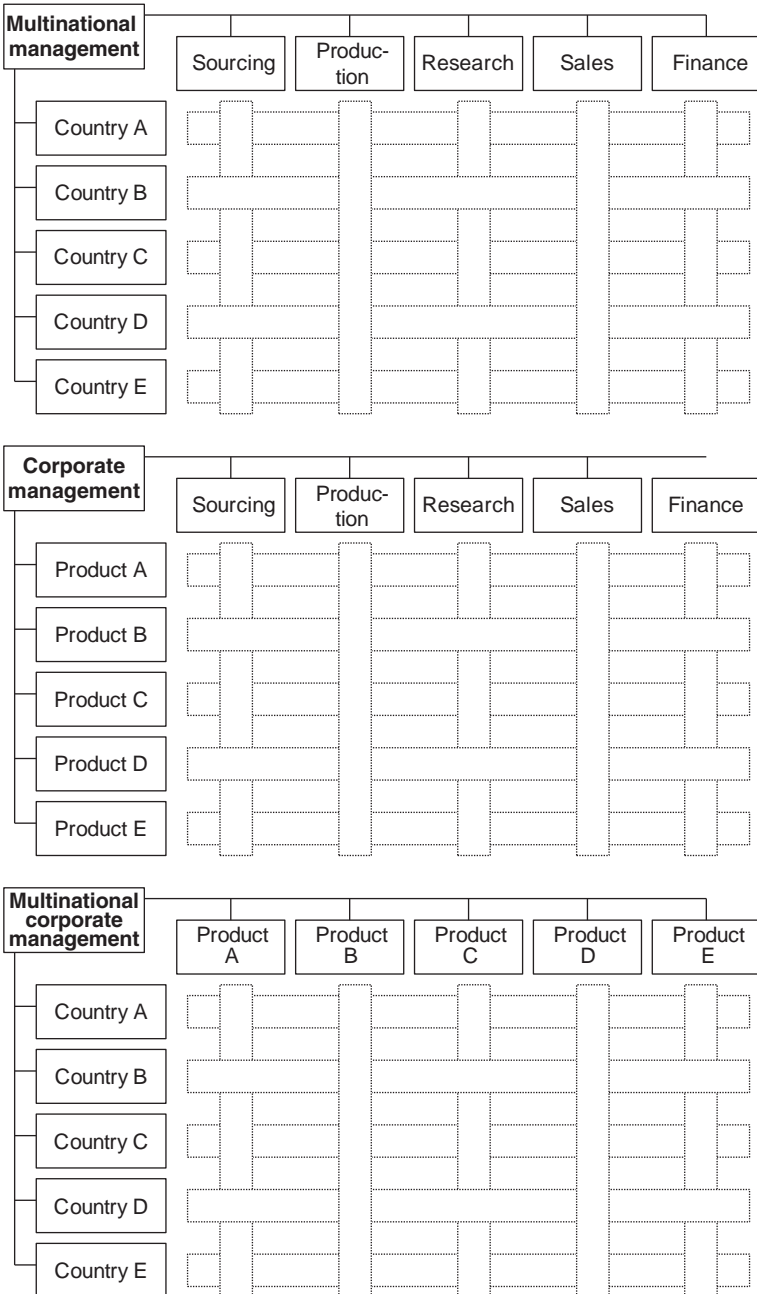 Multinational
management
Sourcing
Produc-
tion
Research
Sales
Finance
Country A
Country B
Country C
Country D
Country E
Corporate
management
Sourcing
Produc-
tion
Research
Sales
Finance
Product A
Product B
Product C
Product D
Product E
Multinational
corporate
management
Product
A
Product
B
Product
C
Product
D
Product
E
Country A
Country B
Country C
Country D
Country E